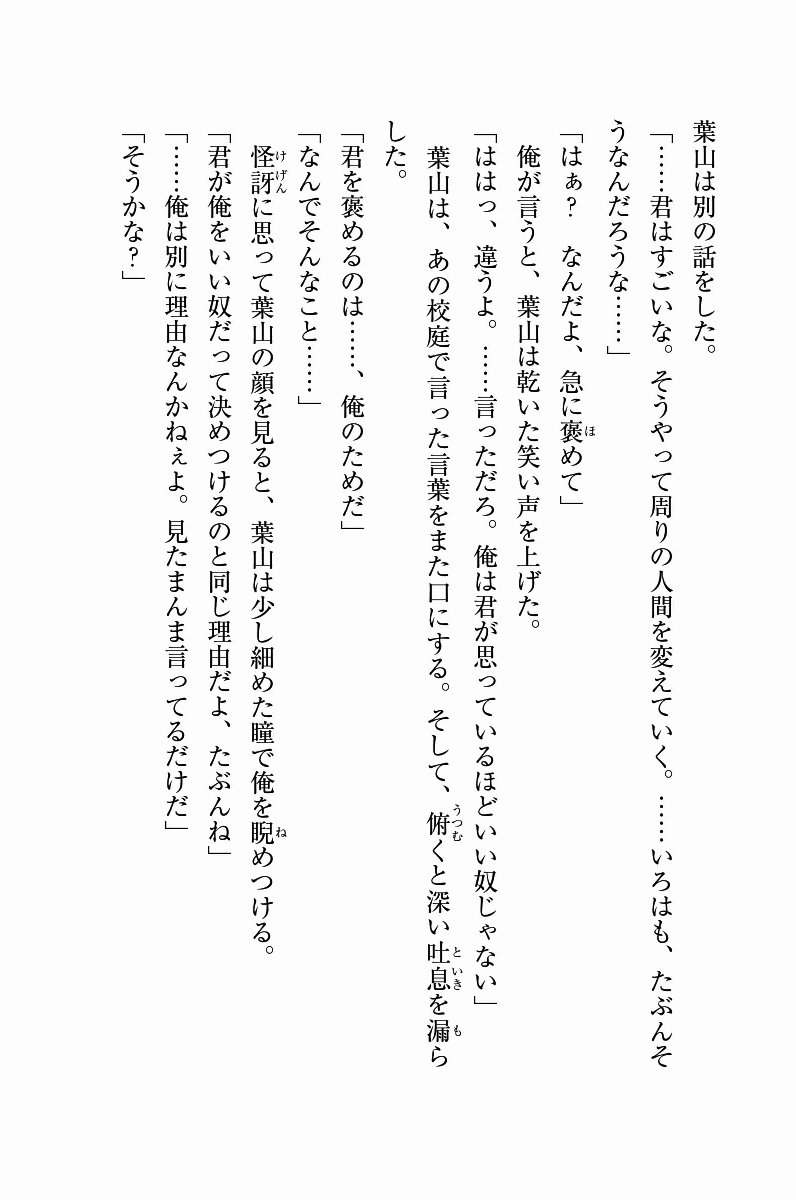 葉山は別の話をした。
「……君はすごいな。そうやって周りの人間を変えていく。……いろはも、たぶんそ
うなんだろうな……」
「はぁ？　なんだよ、急に褒めて」
　俺が言うと、葉山は乾いた笑い声を上げた。
「ははっ、違うよ。……言っただろ。俺は君が思っているほどいい奴じゃない」
　葉山は、あの校庭で言った言葉をまた口にする。そして、俯くと深い吐息を漏ら
した。
「君を褒めるのは……、俺のためだ」
「なんでそんなこと……」
　怪訝に思って葉山の顔を見ると、葉山は少し細めた瞳で俺を睨めつける。
「君が俺をいい奴だって決めつけるのと同じ理由だよ、たぶんね」
「……俺は別に理由なんかねぇよ。見たまんま言ってるだけだ」
「そうかな？」